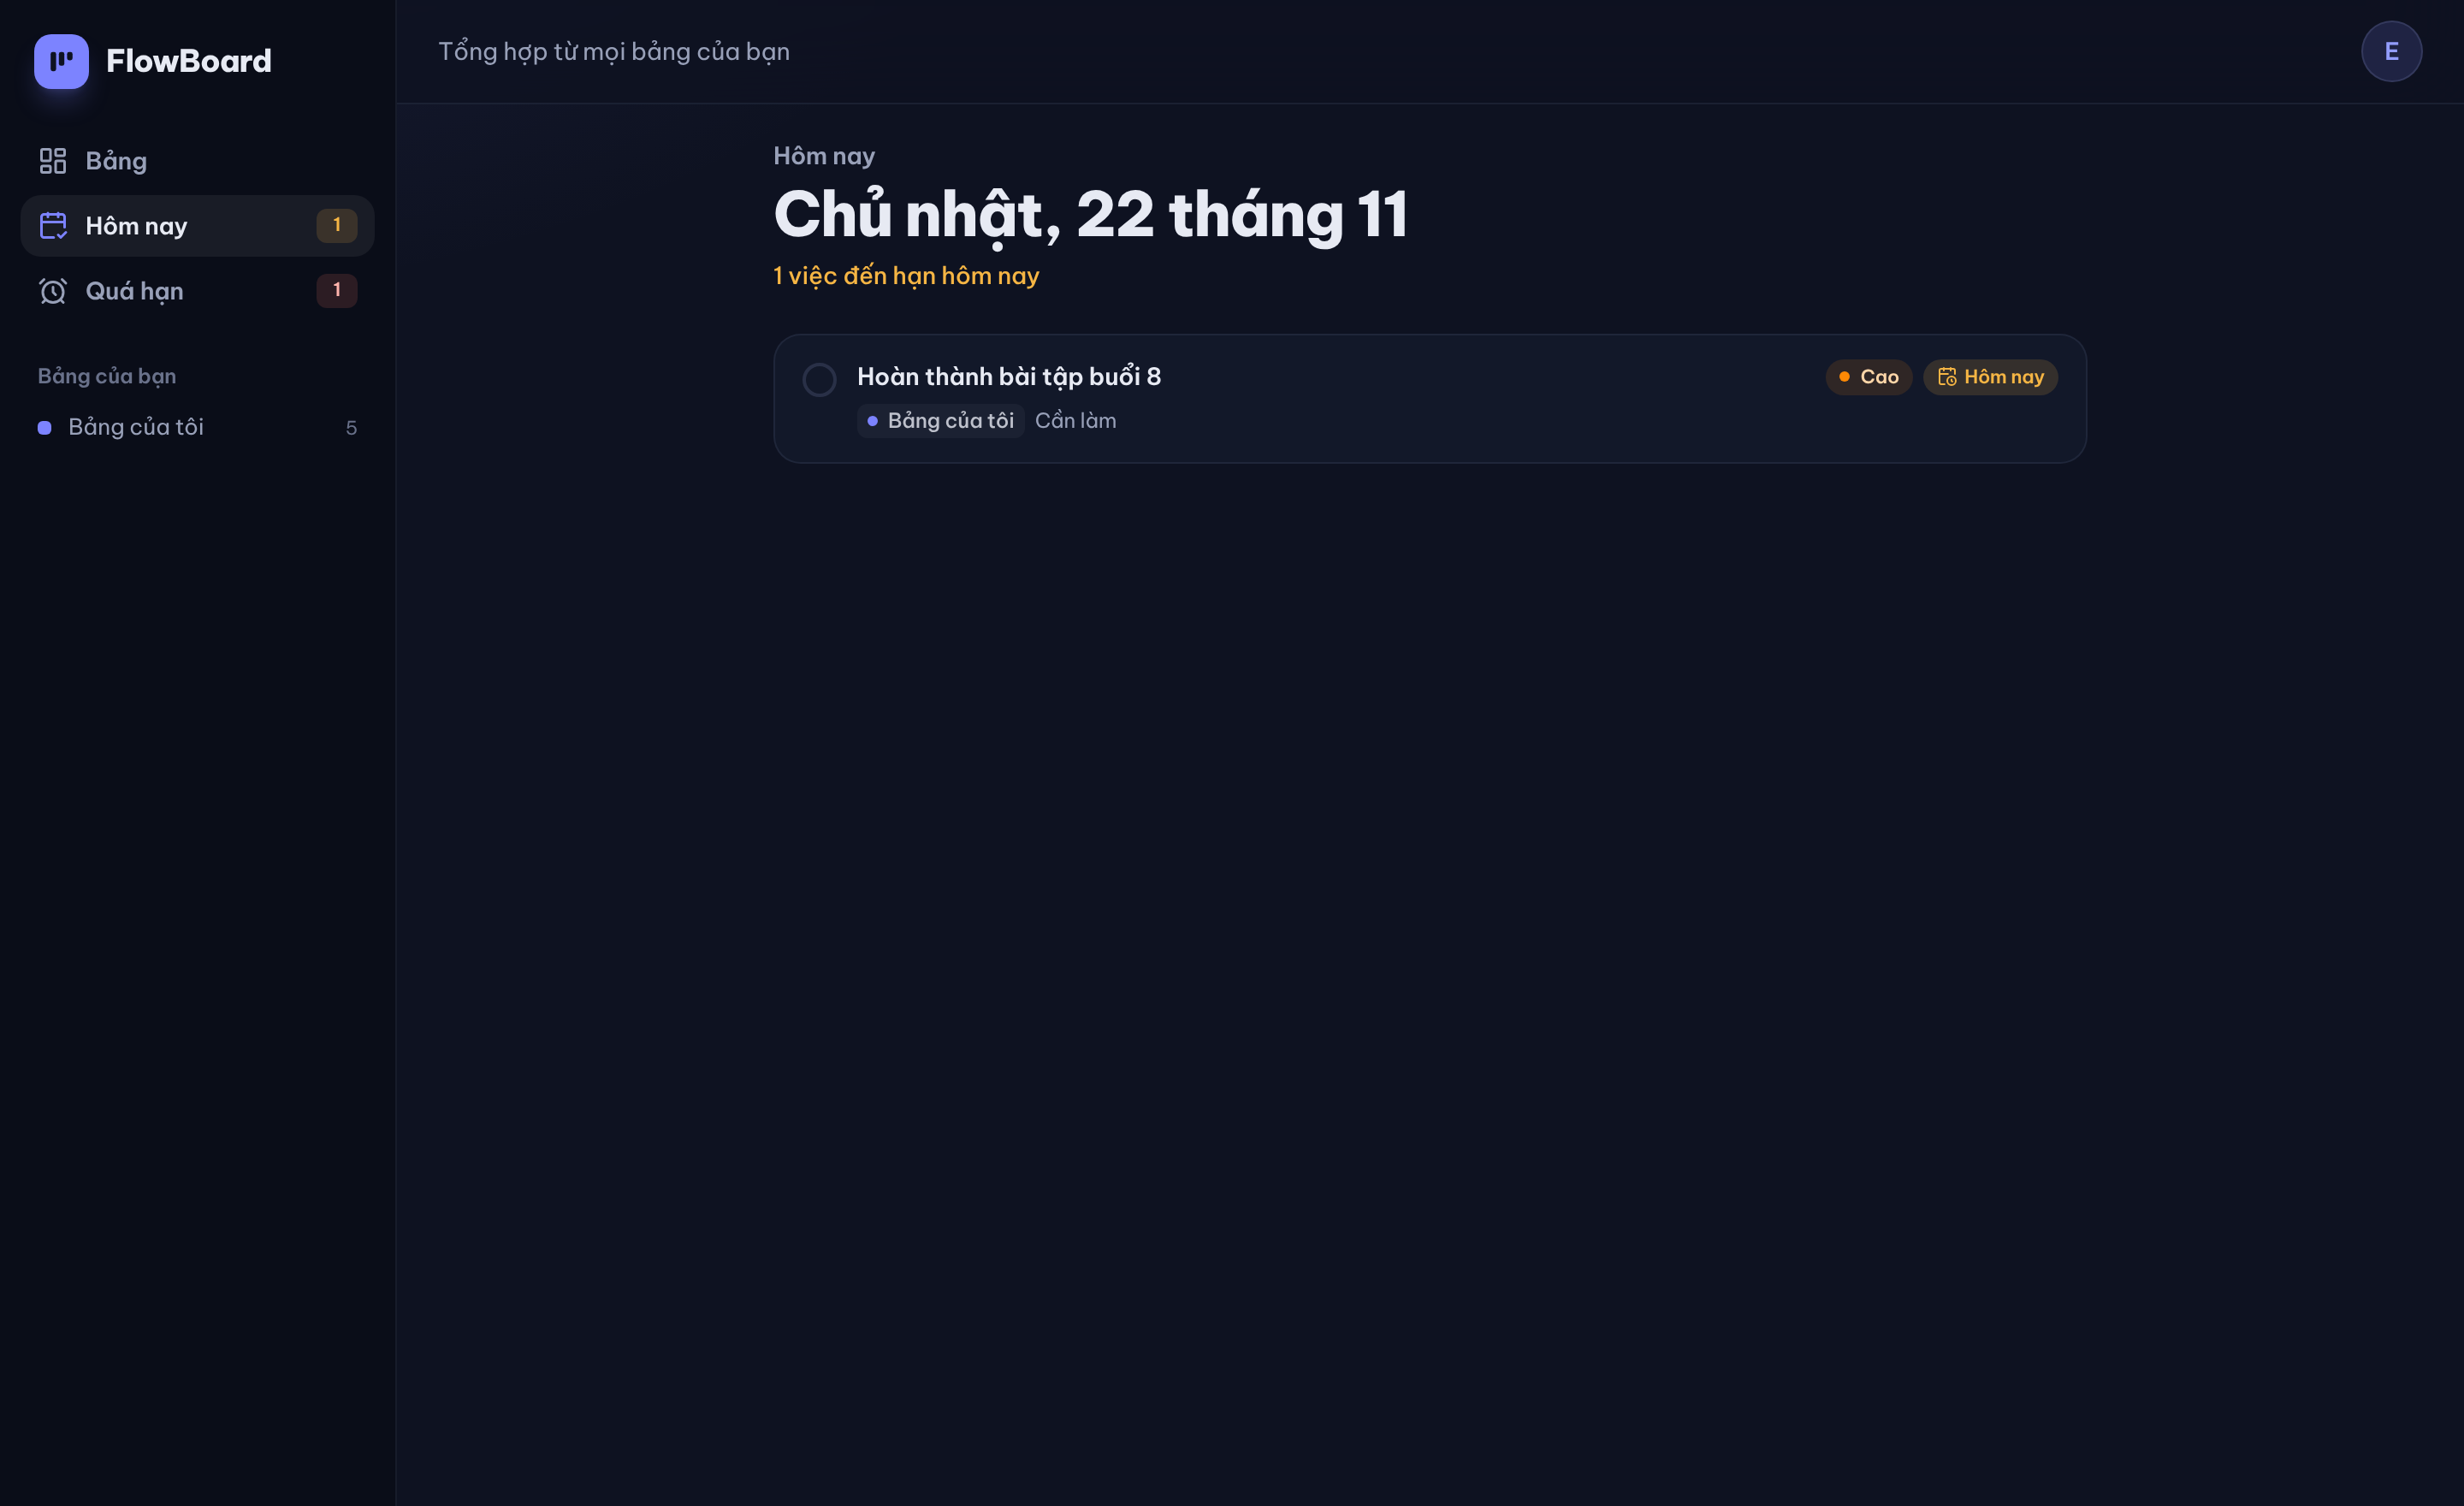 FlowBoard
Bảng
Hôm nay 1
Quá hạn 1
Bảng của bạn
Bảng của tôi 5
Tổng hợp từ mọi bảng của bạn
E
Hôm nay
Chủ nhật, 22 tháng 11
1 việc đến hạn hôm nay
Hoàn thành bài tập buổi 8
Cao Hôm nay
Bảng của tôi Cần làm